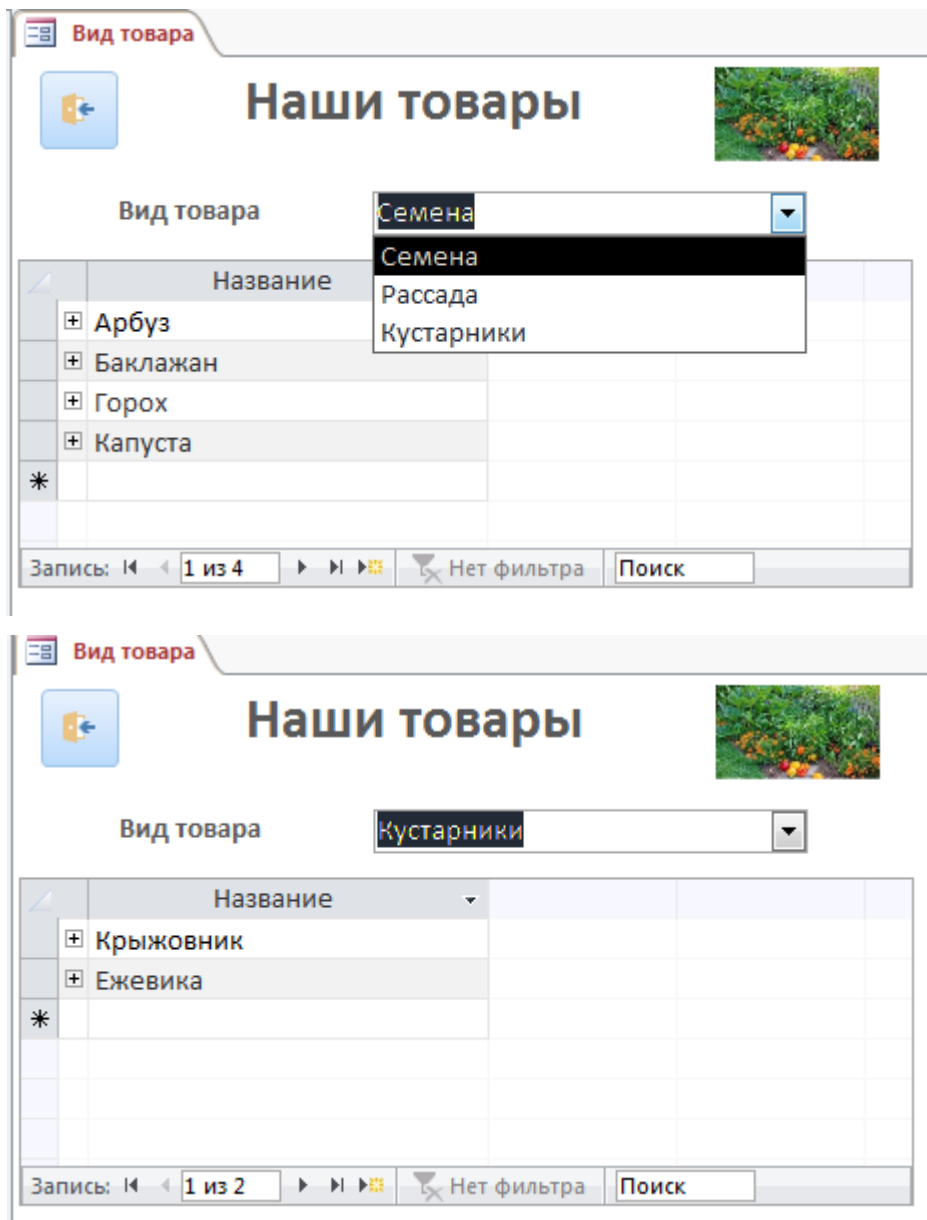 Вид товара
Наши товары
Вид товара Семена
Семена
Рассада
Кустарники
Название
Арбуз
Баклажан
Горох
Капуста
Запись: 1 из 4 Нет фильтра Поиск
Вид товара
Наши товары
Вид товара Кустарники
Название
Крыжовник
Ежевика
Запись: 1 из 2 Нет фильтра Поиск